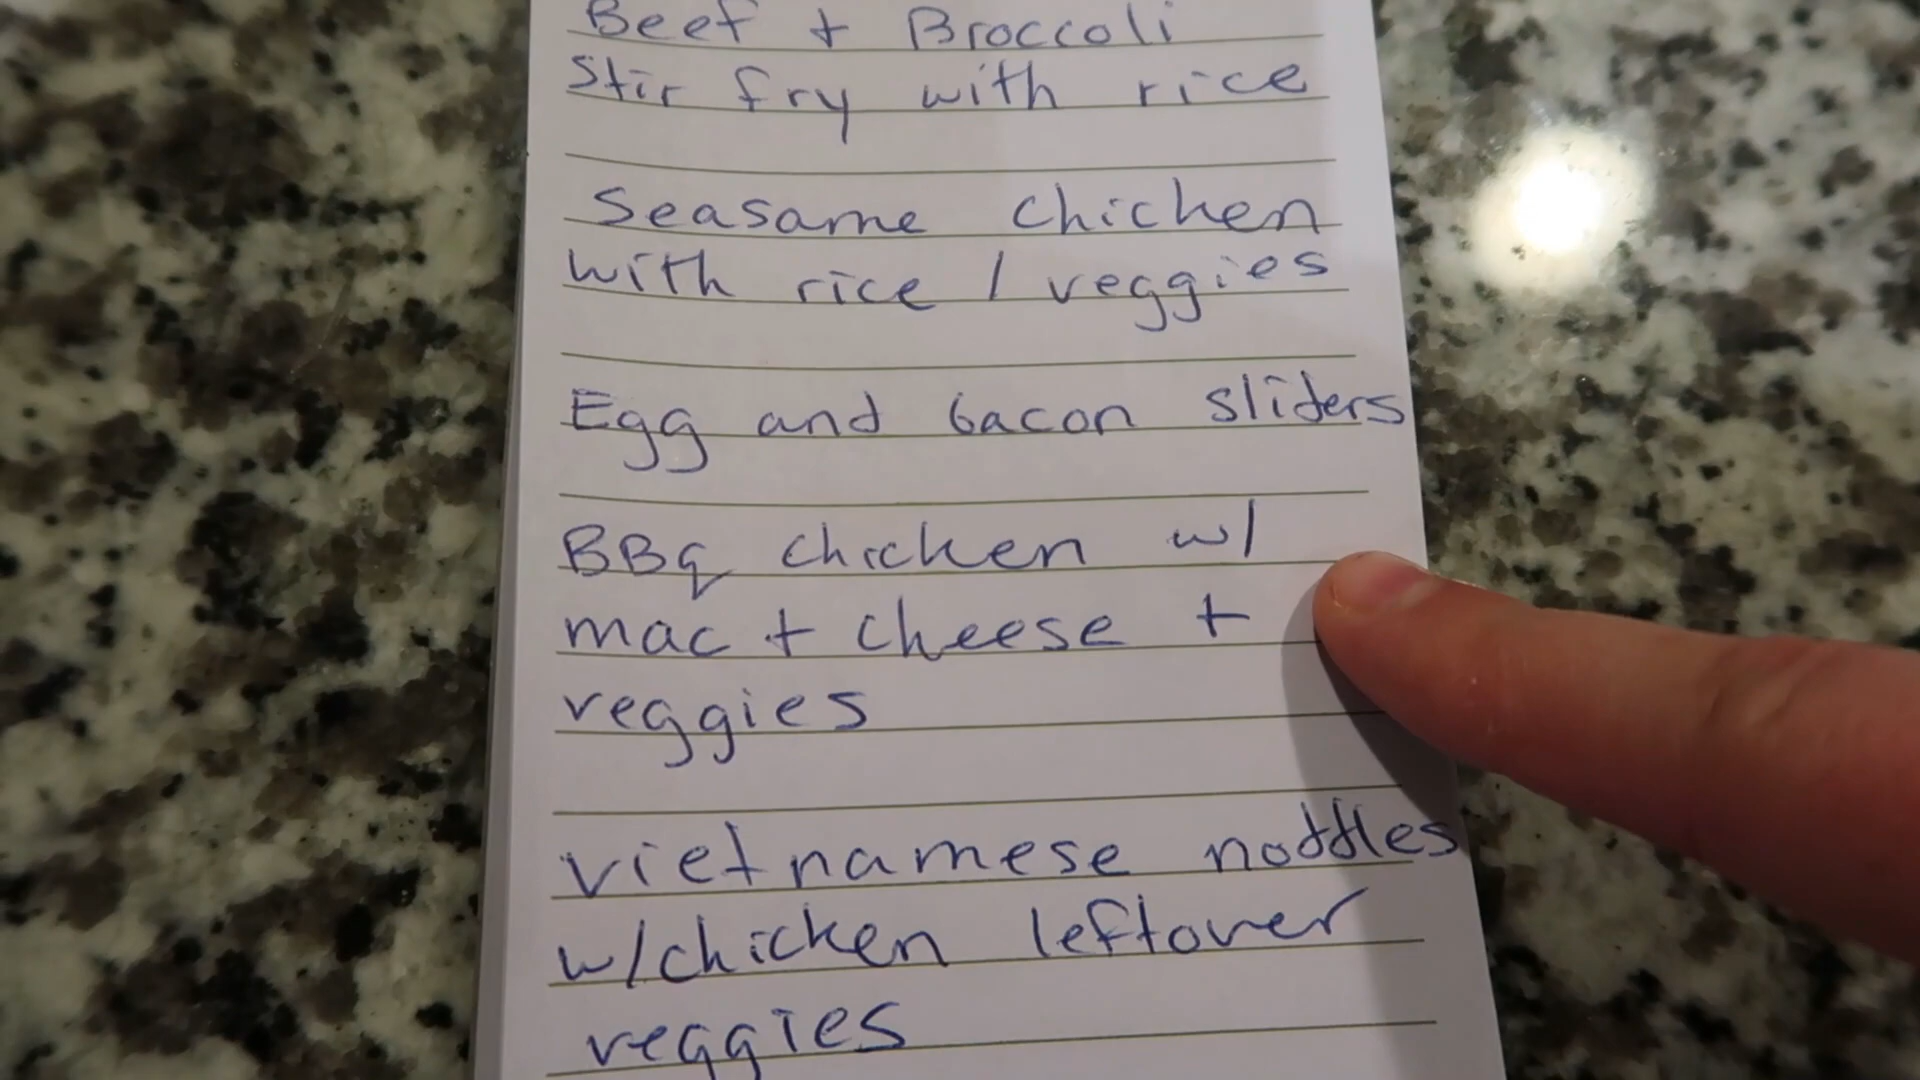 Beef + Broccoli
Stir fry with rice
Seasame chicken
with rice / veggies
Egg and bacon sliders
BBq chicken w/
mac + cheese +
veggies
vietnamese noddles
w/chicken leftover
veggies